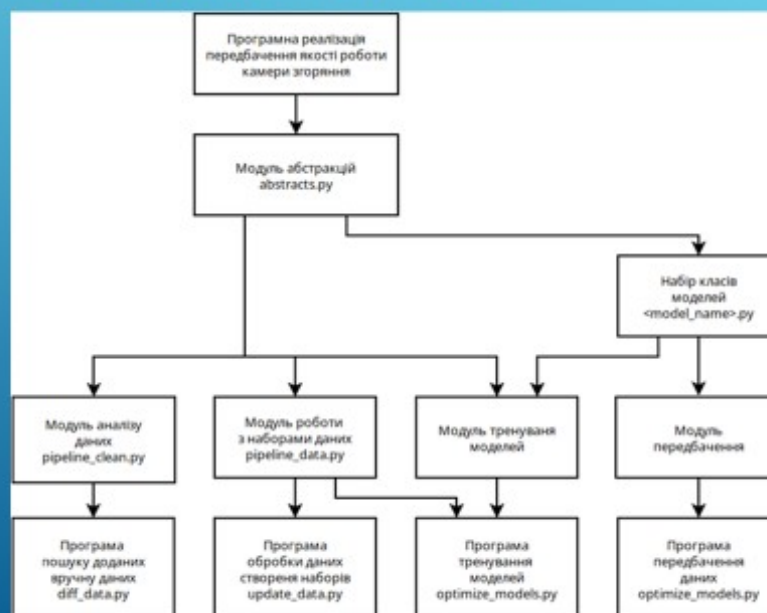 Програмна реалізація
передбачення якості роботи
камери згоряння
Модуль абстракцій
abstracts.py
Набір класів
моделей
<model_name>.py
Модуль аналізу
даних
pipeline_clean.py
Модуль роботи
з наборами даних
pipeline_data.py
Модуль тренуваня
моделей
Модуль
передбачення
Програма
пошуку доданих
вручну даних
diff_data.py
Програма
обробки даних
створеня наборів
update_data.py
Програма
тренування
моделей
optimize_models.py
Програма
передбачення
даних
optimize_models.py